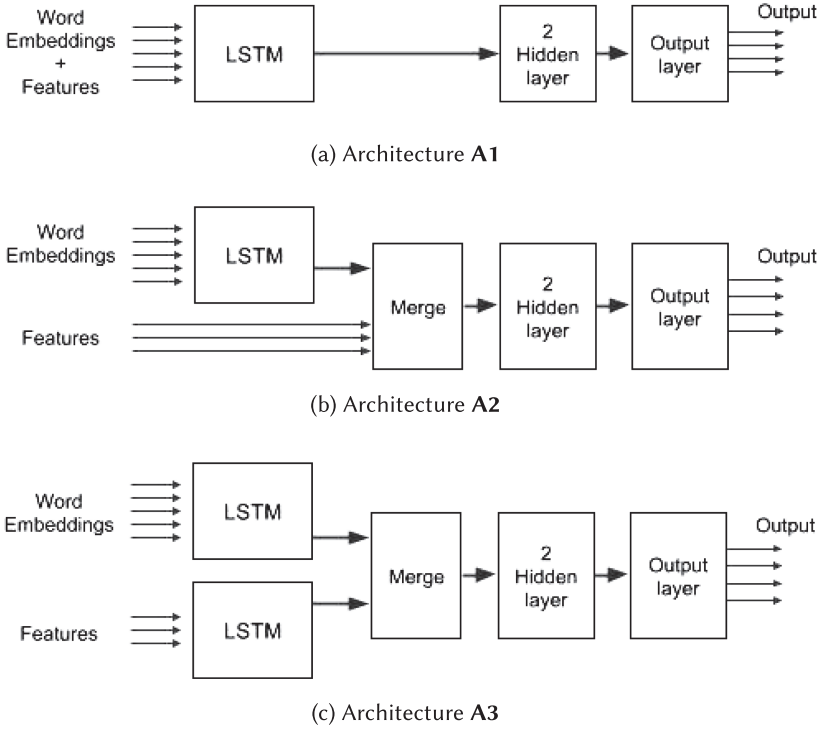 Word
Embeddings
+
Features
LSTM
2
Hidden
layer
Output
layer
Output
(a) Architecture A1
Word
Embeddings
Features
LSTM
Merge
2
Hidden
layer
Output
layer
Output
(b) Architecture A2
Word
Embeddings
Features
LSTM
LSTM
Merge
2
Hidden
layer
Output
layer
Output
(c) Architecture A3